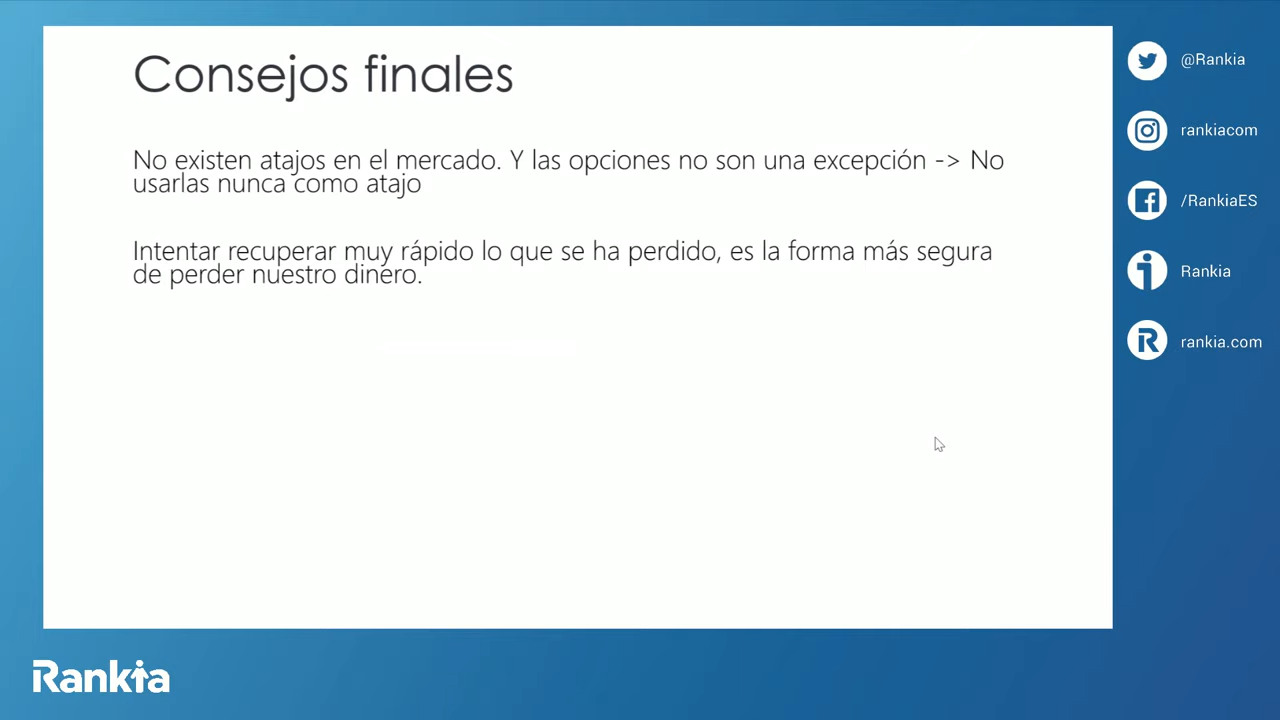 Consejos finales
No existen atajos en el mercado. Y las opciones no son una excepción -> No
usarlas nunca como atajo
Intentar recuperar muy rápido lo que se ha perdido, es la forma más segura
de perder nuestro dinero.
@Rankia
rankiacom
/RankiaES
Rankia
rankia.com
Rankia